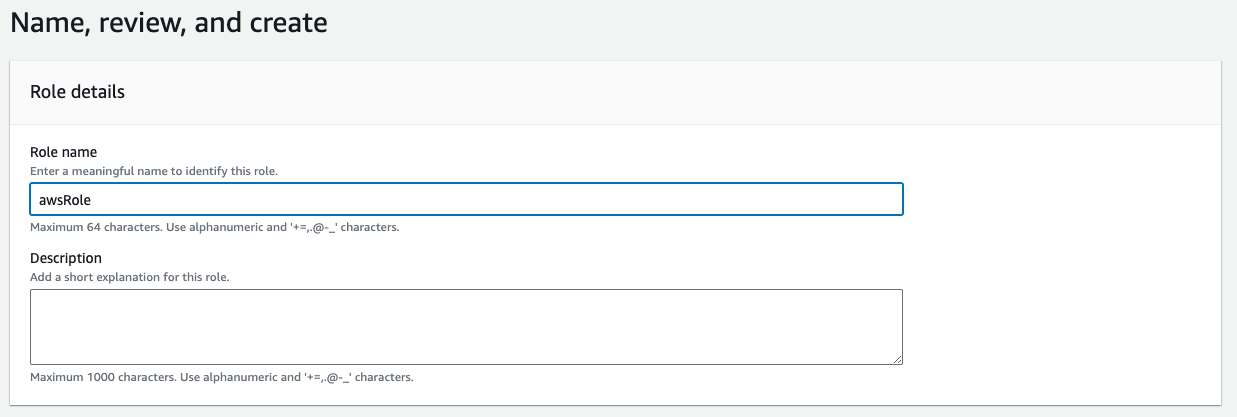 Name, review, and create
Role details
Role name
Enter a meaningful name to identify this role.
awsRole
Maximum 64 characters. Use alphanumeric and '+=,.@-_' characters.
Description
Add a short explanation for this role.
Maximum 1000 characters. Use alphanumeric and '+=,.@-_' characters.